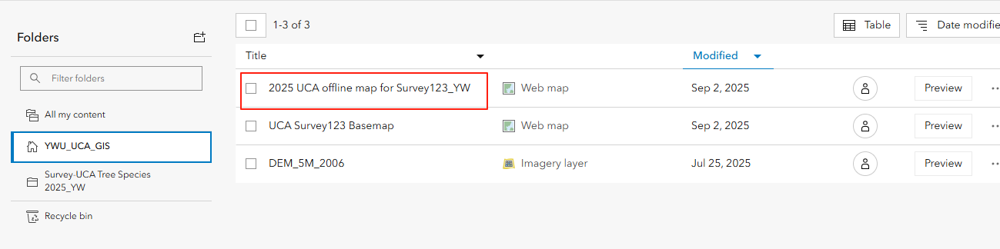 Folders
Filter folders
All my content
YWU_UCA_GIS
Survey-UCA Tree Species
2025_YW
Recycle bin
1-3 of 3
Table
Date modifie
Title
Modified
2025 UCA offline map for Survey123_YW
Web map
Sep 2, 2025
Preview
UCA Survey123 Basemap
Web map
Sep 2, 2025
Preview
DEM_5M_2006
Imagery layer
Jul 25, 2025
Preview